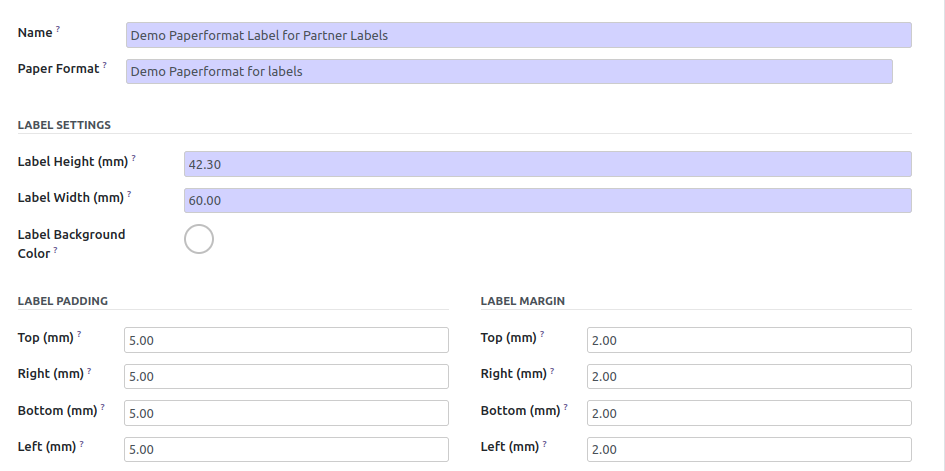 Name ? Demo Paperformat Label for Partner Labels
Paper Format ? Demo Paperformat for labels
LABEL SETTINGS
Label Height (mm) ? 42.30
Label Width (mm) ? 60.00
Label Background
Color ?
LABEL PADDING
Top (mm) ? 5.00
Right (mm) ? 5.00
Bottom (mm) ? 5.00
Left (mm) ? 5.00
LABEL MARGIN
Top (mm) ? 2.00
Right (mm) ? 2.00
Bottom (mm) ? 2.00
Left (mm) ? 2.00